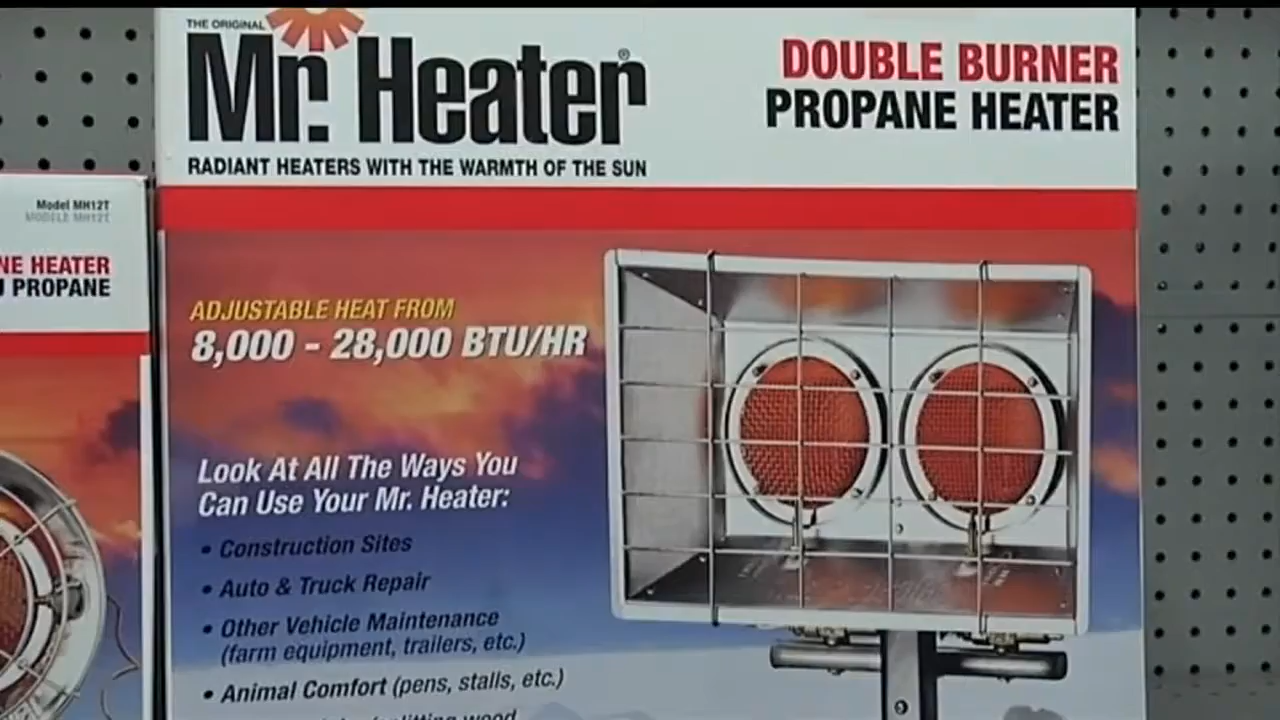 THE ORIGINAL
Mr. Heater®
RADIANT HEATERS WITH THE WARMTH OF THE SUN
DOUBLE BURNER
PROPANE HEATER
Model MH12T
MODELE MH12T
NE HEATER
PROPANE
ADJUSTABLE HEAT FROM
8,000 - 28,000 BTU/HR
Look At All The Ways You
Can Use Your Mr. Heater:
• Construction Sites
• Auto & Truck Repair
• Other Vehicle Maintenance
(farm equipment, trailers, etc.)
• Animal Comfort (pens, stalls, etc.)
wood